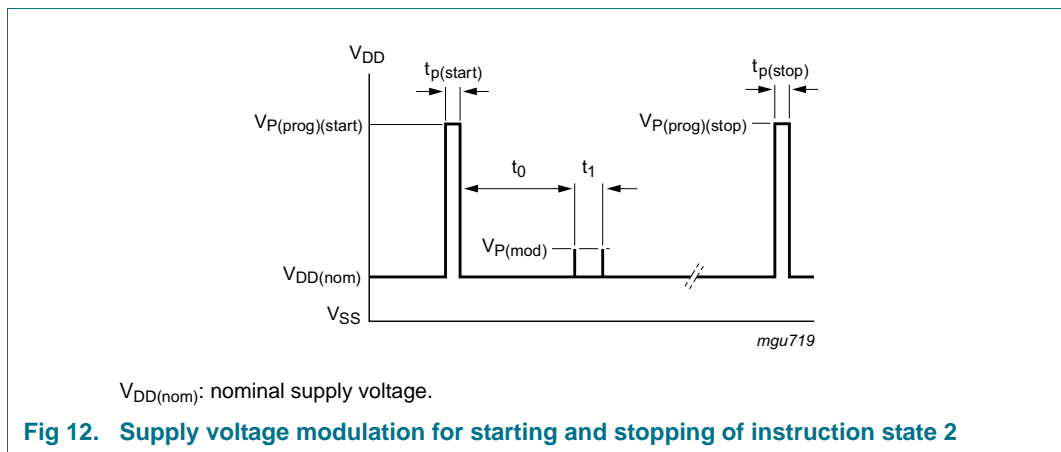 VDD
tp(start)
tp(stop)
VP(prog)(start)
VP(prog)(stop)
t0
t1
VP(mod)
VDD(nom)
VSS
mgu719
VDD(nom): nominal supply voltage.
Fig 12. Supply voltage modulation for starting and stopping of instruction state 2